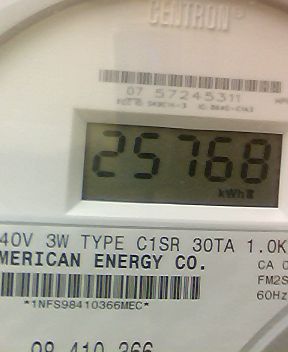 CENTRON®
07 57245311
25768
kWh
40V 3W TYPE C1SR 30TA 1.0K
MERICAN ENERGY CO.
CA 0
FM2S
60Hz
*1NFS98410366MEC*
98 410 366